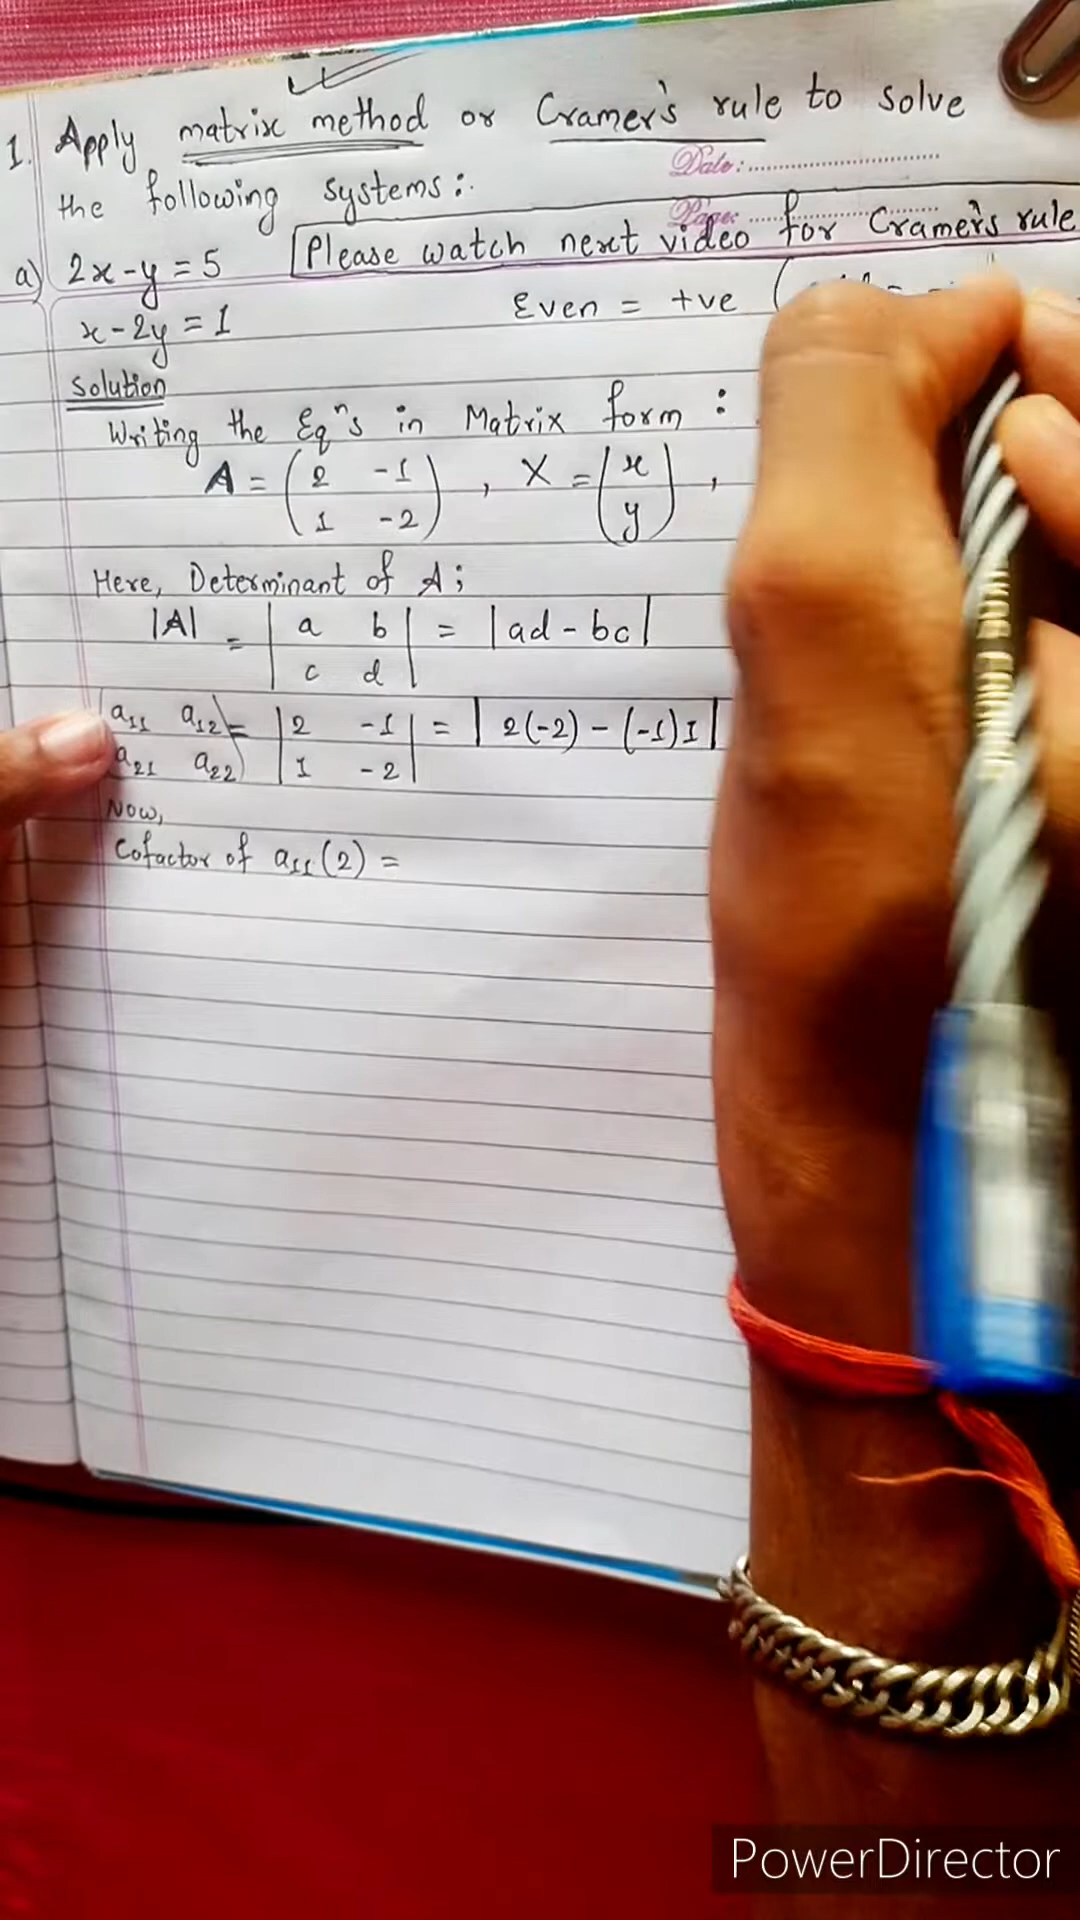 1. Apply matrix method or Cramer's rule to solve
Date:
the following systems:
Page:
Please watch next video for Cramer's rule
a) 2x - y = 5
x - 2y = 1
Even = +ve (
Solution
Writing the Eqⁿ's in Matrix form :
A = ( 2 -1 ) , X = ( x ) ,
1 -2 y
Here, Determinant of A;
|A| = | a b | = |ad - bc|
c d
a11 a12 = | 2 -1 | = | 2(-2) - (-1)1 |
a21 a22 1 -2
Now,
Cofactor of a11 (2) =
PowerDirector